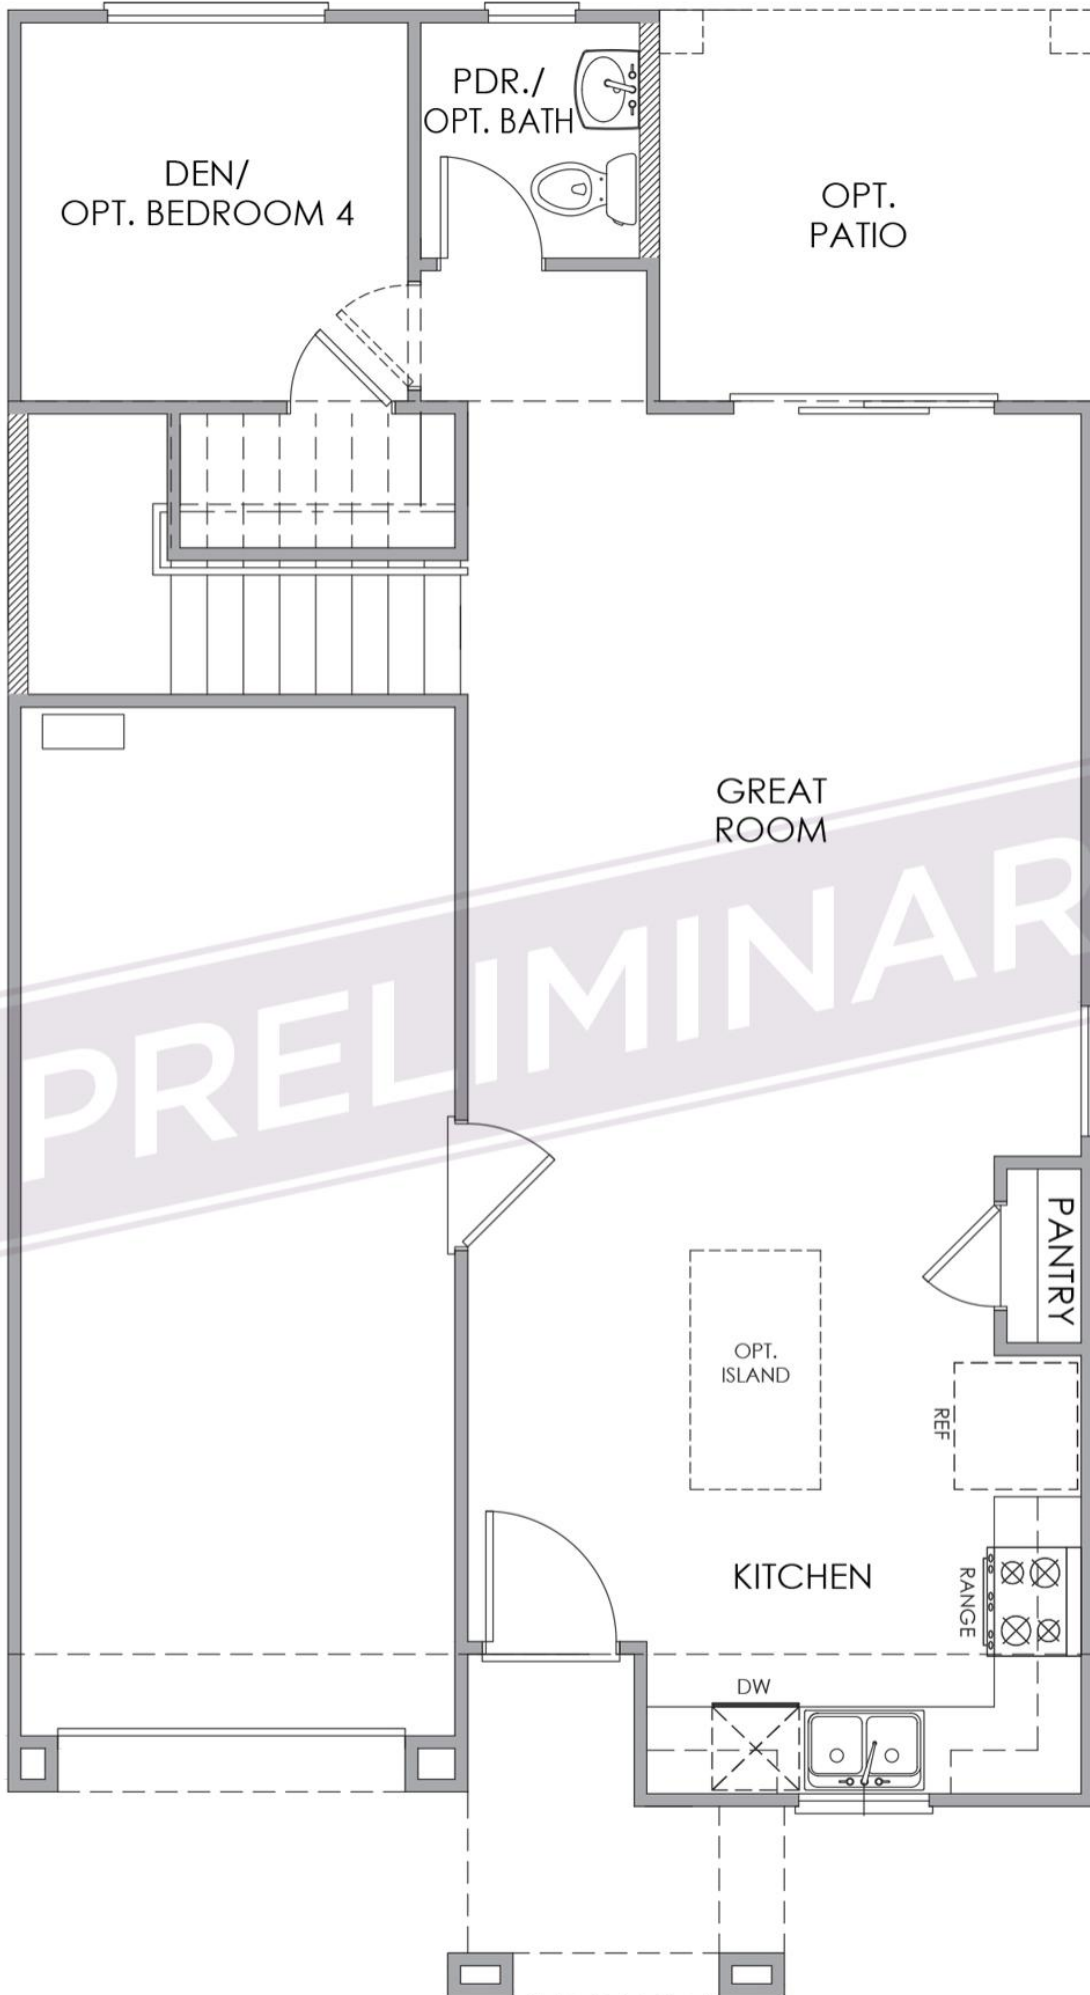 PDR./
OPT. BATH
DEN/
OPT. BEDROOM 4
OPT.
PATIO
GREAT
ROOM
PRELIMINAR
PANTRY
OPT.
ISLAND
REF
KITCHEN
RANGE
DW